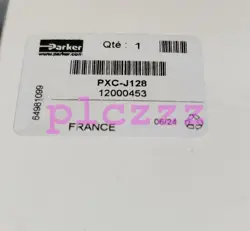 Parker
Qté : 1
PXC-J128
12000453
64981099
FRANCE
06/24
plczzz